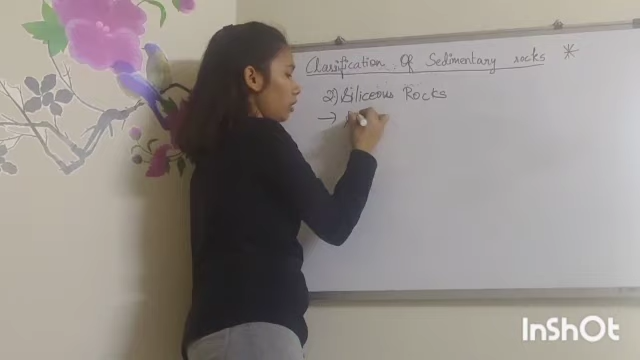 Classification Of Sedimentary rocks *
2) Siliceous Rocks
→
InShOt